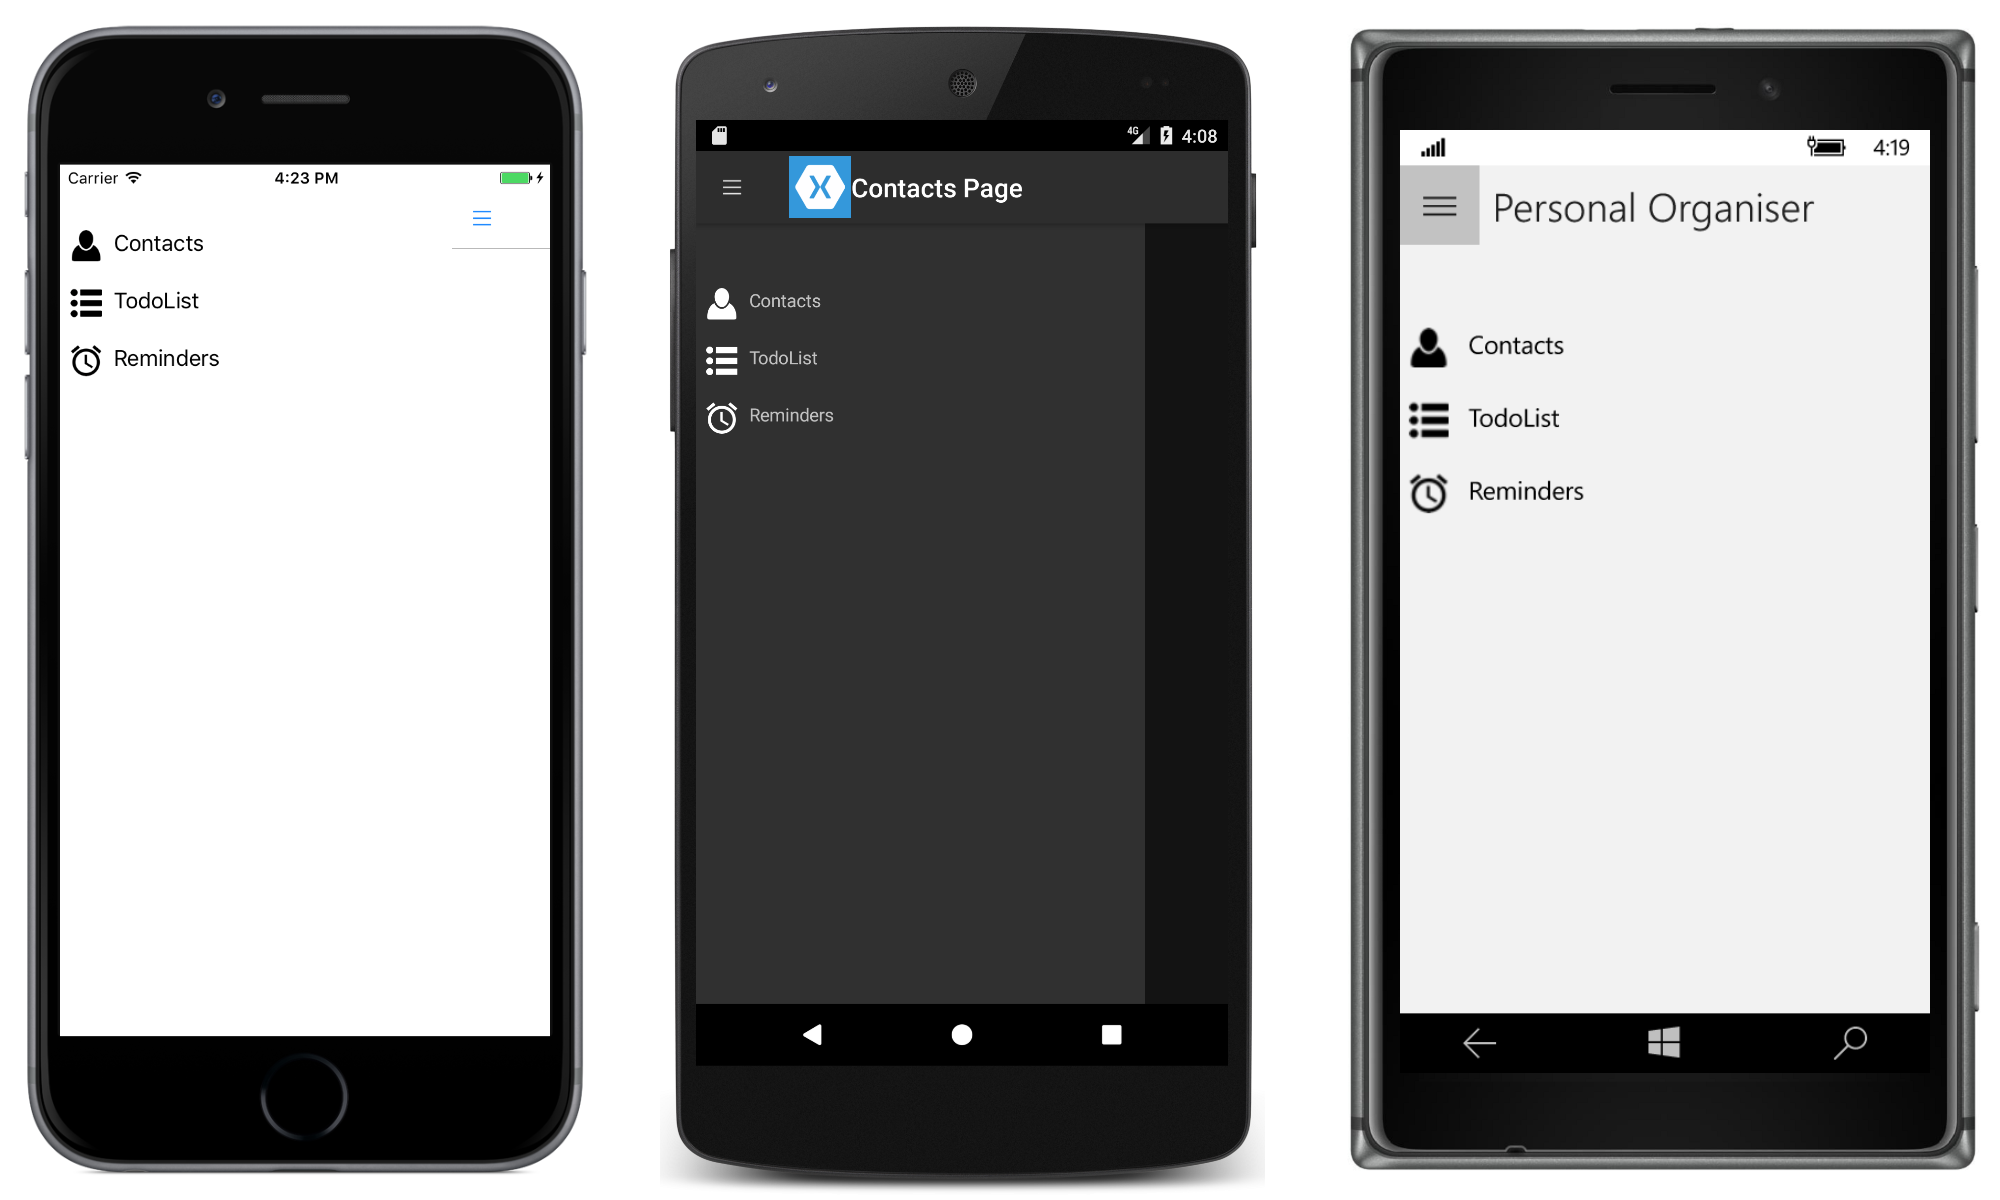 Carrier 4:23 PM
Contacts
TodoList
Reminders
4G 4:08
X Contacts Page
Contacts
TodoList
Reminders
4:19
Personal Organiser
Contacts
TodoList
Reminders